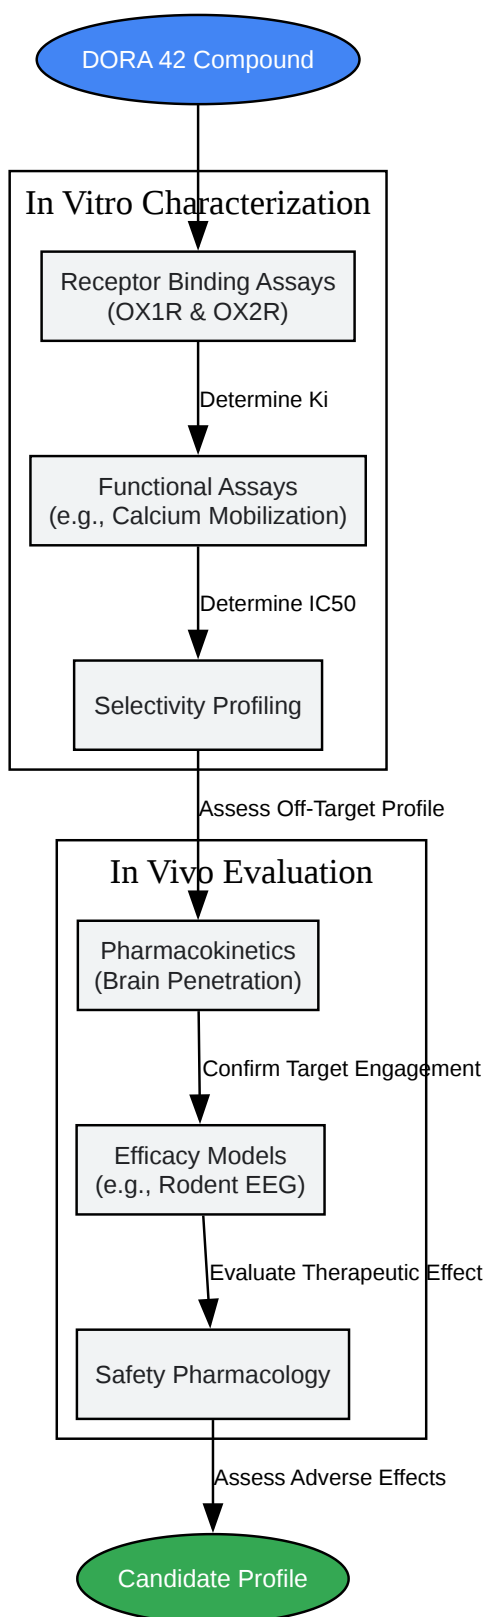 DORA 42 Compound
In Vitro Characterization
Receptor Binding Assays
(OX1R & OX2R)
Determine Ki
Functional Assays
(e.g., Calcium Mobilization)
Determine IC50
Selectivity Profiling
Assess Off-Target Profile
In Vivo Evaluation
Pharmacokinetics
(Brain Penetration)
Confirm Target Engagement
Efficacy Models
(e.g., Rodent EEG)
Evaluate Therapeutic Effect
Safety Pharmacology
Assess Adverse Effects
Candidate Profile